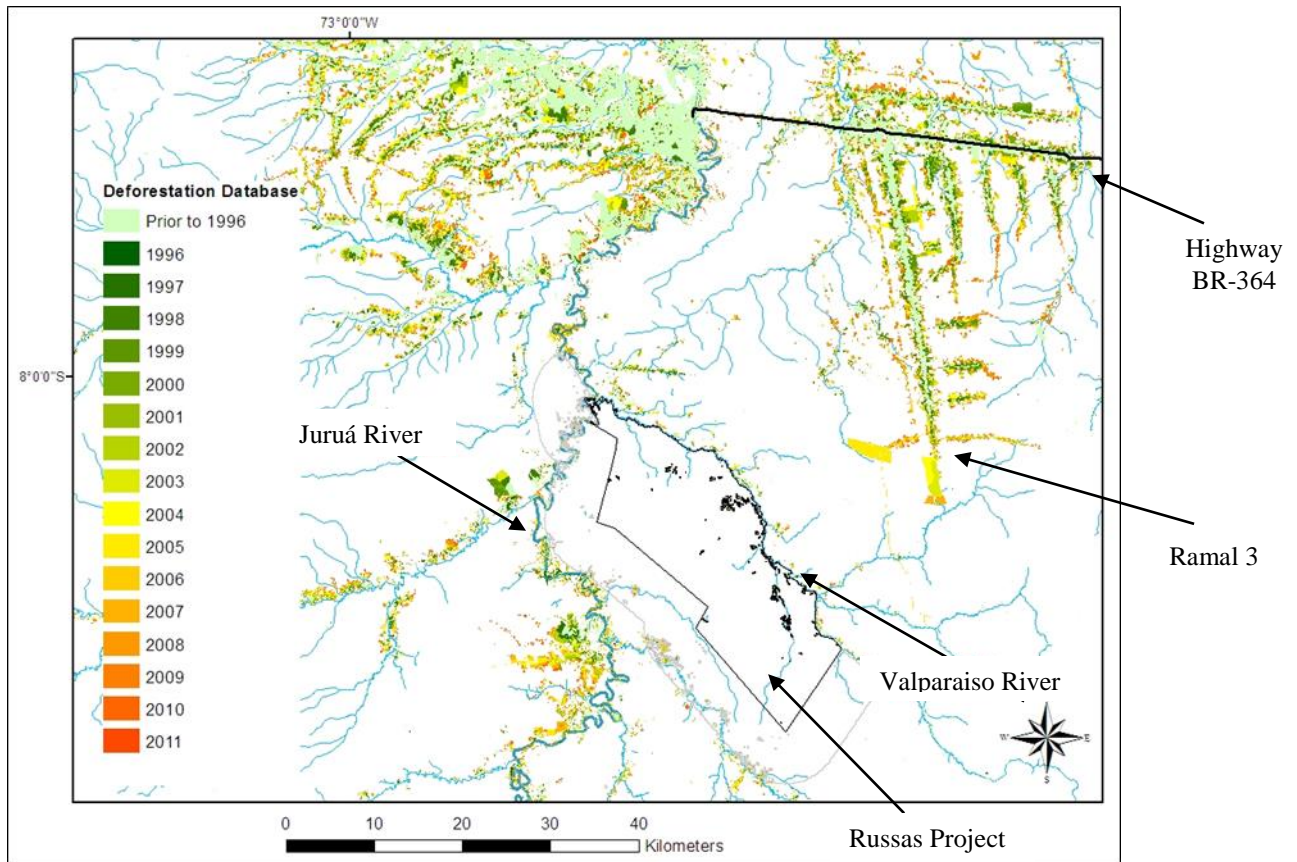 73°0'0"W
Deforestation Database
Prior to 1996
1996
1997
1998
1999
2000
2001
2002
2003
2004
2005
2006
2007
2008
2009
2010
2011
8°0'0"S
Highway
BR-364
Juruá River
Ramal 3
Valparaiso River
Russas Project
N
W
E
S
0 10 20 30 40
Kilometers